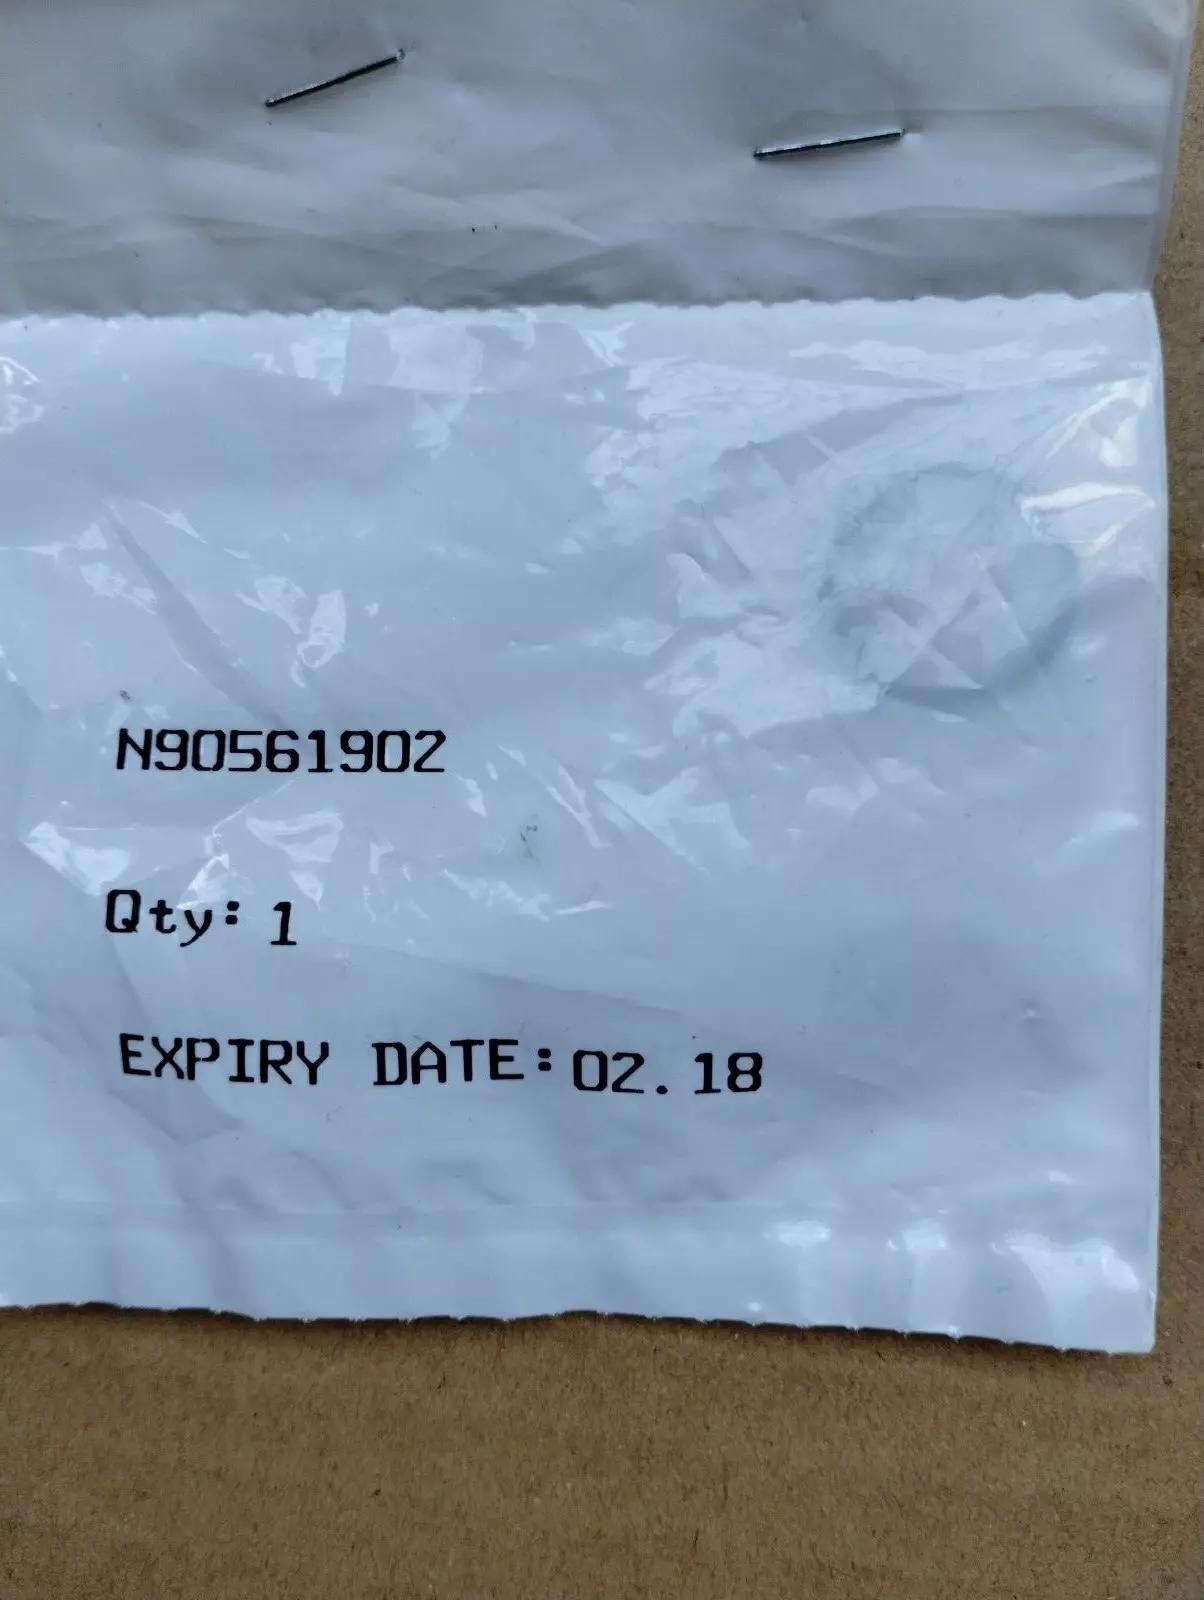 N90561902
Qty: 1
EXPIRY DATE: 02.18